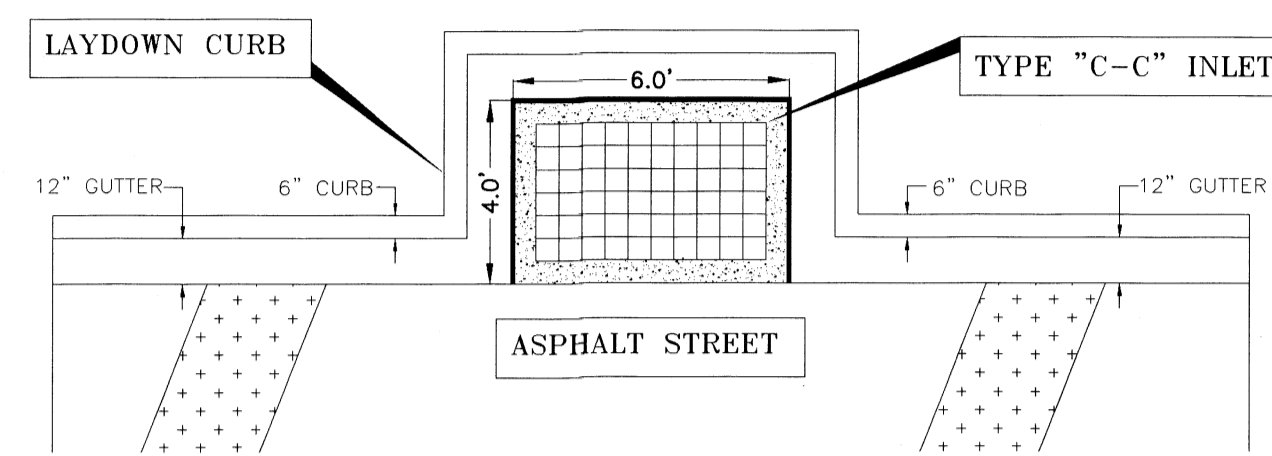 LAYDOWN CURB
TYPE "C-C" INLET
6.0'
4.0'
12" GUTTER
6" CURB
6" CURB
12" GUTTER
ASPHALT STREET